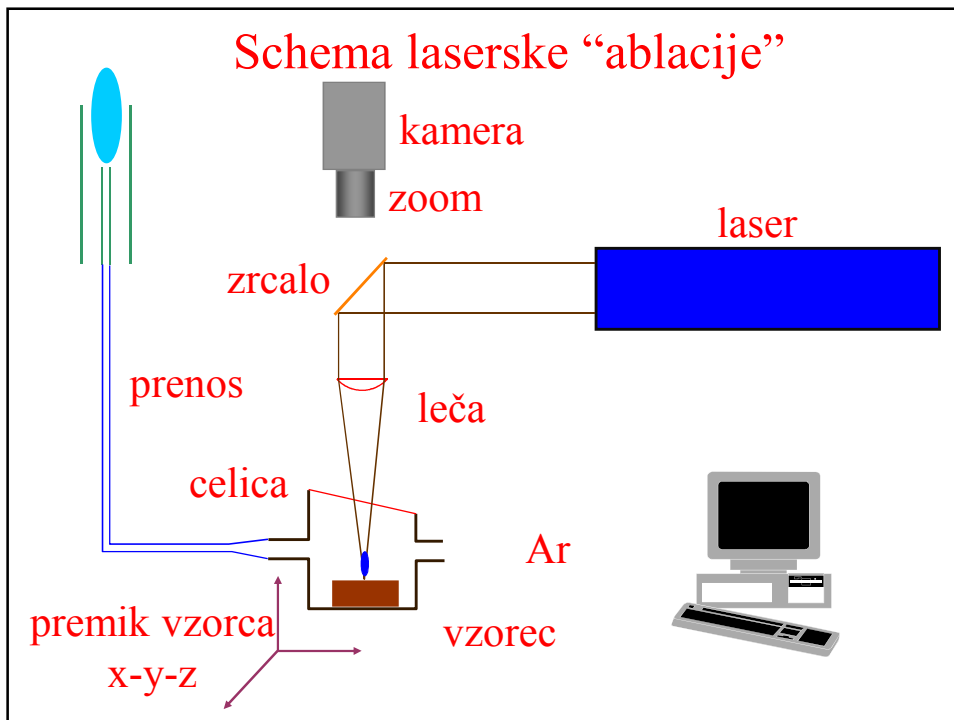 Schema laserske “ablacije”
kamera
zoom
laser
zrcalo
prenos
leča
celica
Ar
premik vzorca
x-y-z
vzorec